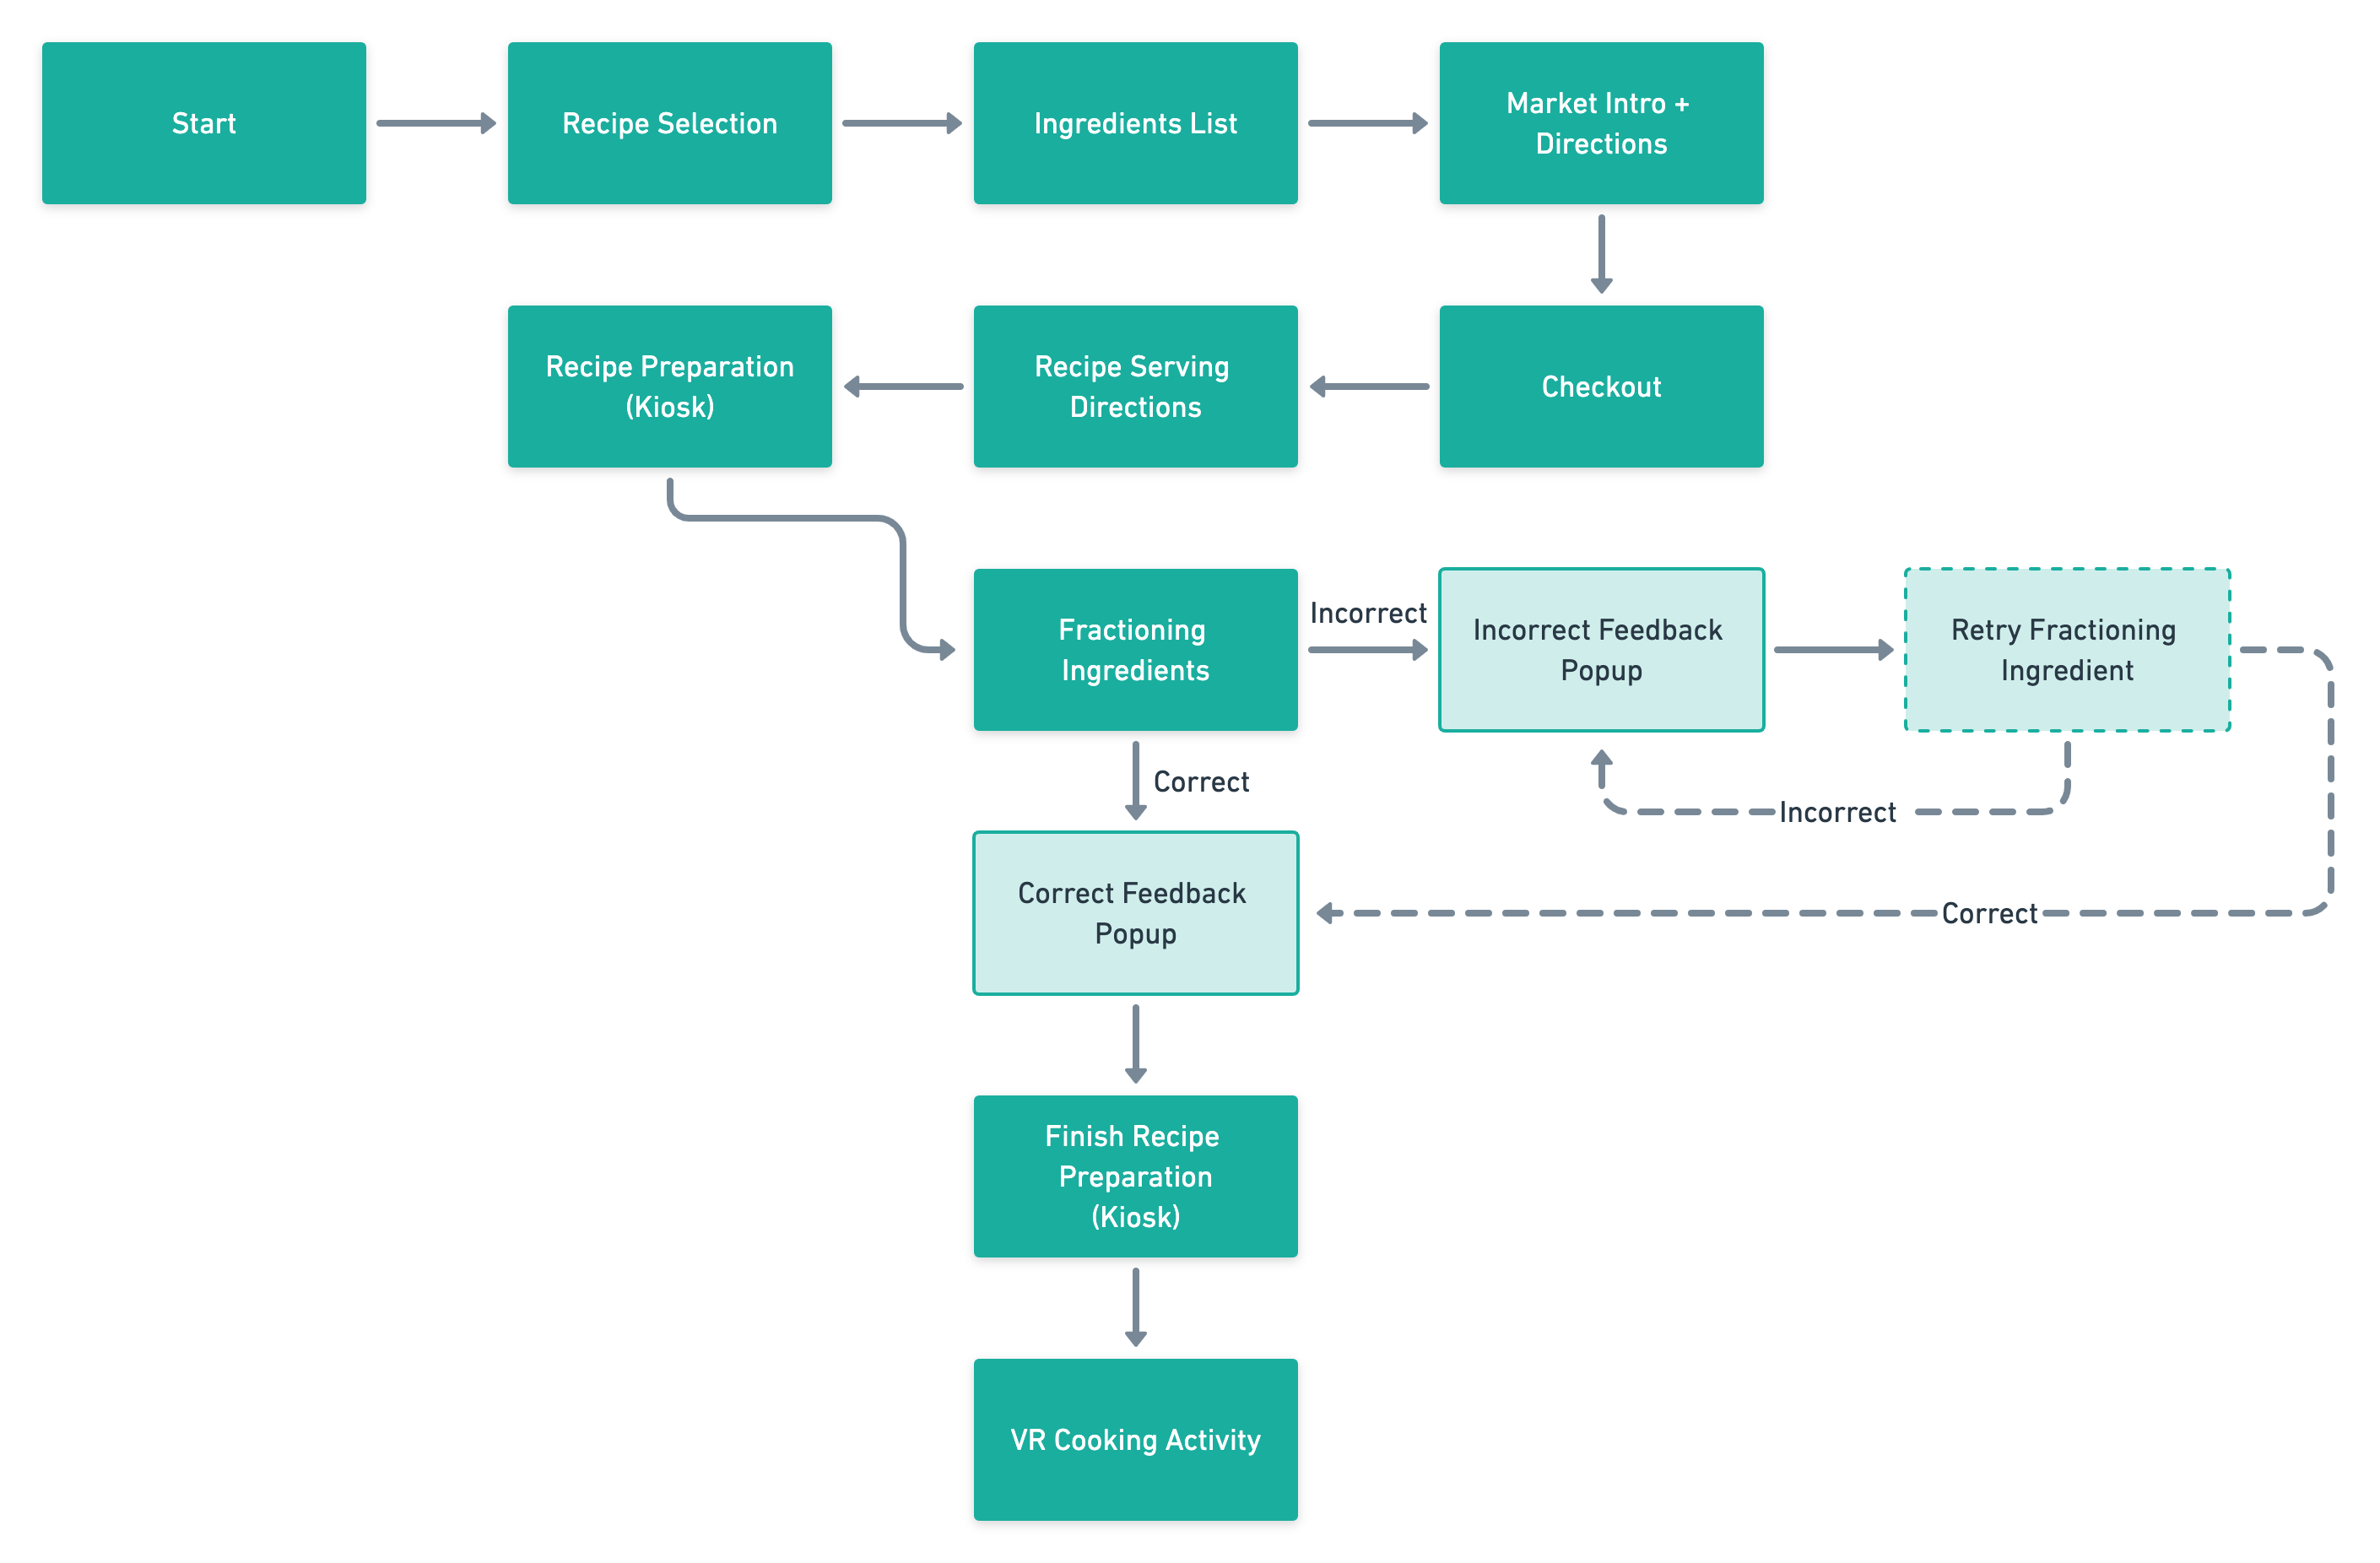 Start
Recipe Selection
Ingredients List
Market Intro +
Directions
Recipe Preparation
(Kiosk)
Recipe Serving
Directions
Checkout
Fractioning
Ingredients
Incorrect
Incorrect Feedback
Popup
Retry Fractioning
Ingredient
Correct
Incorrect
Correct Feedback
Popup
Correct
Finish Recipe
Preparation
(Kiosk)
VR Cooking Activity